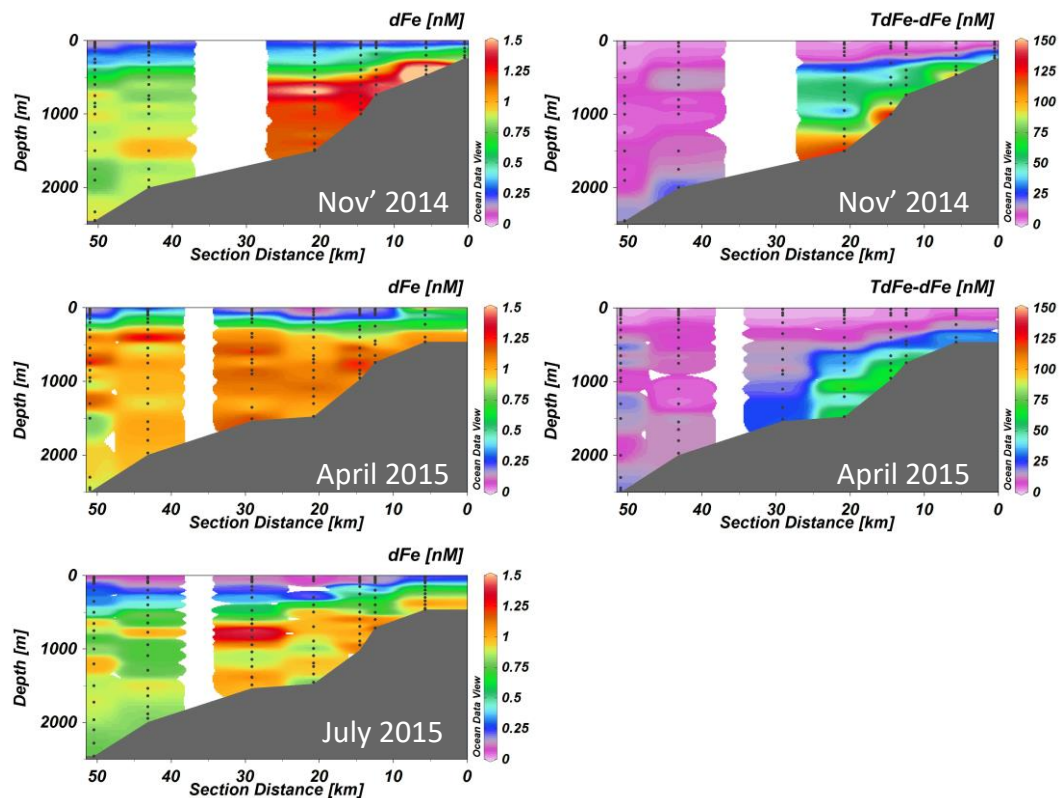 dFe [nM]
0
1000
2000
Depth [m]
1.5
1.25
1
0.75
0.5
0.25
0
Ocean Data View
Nov' 2014
50 40 30 20 10 0
Section Distance [km]
TdFe-dFe [nM]
0
1000
2000
Depth [m]
150
125
100
75
50
25
0
Ocean Data View
Nov' 2014
50 40 30 20 10 0
Section Distance [km]
dFe [nM]
0
1000
2000
Depth [m]
1.5
1.25
1
0.75
0.5
0.25
0
Ocean Data View
April 2015
50 40 30 20 10 0
Section Distance [km]
TdFe-dFe [nM]
0
1000
2000
Depth [m]
150
125
100
75
50
25
0
Ocean Data View
April 2015
50 40 30 20 10 0
Section Distance [km]
dFe [nM]
0
1000
2000
Depth [m]
1.5
1.25
1
0.75
0.5
0.25
0
Ocean Data View
July 2015
50 40 30 20 10 0
Section Distance [km]